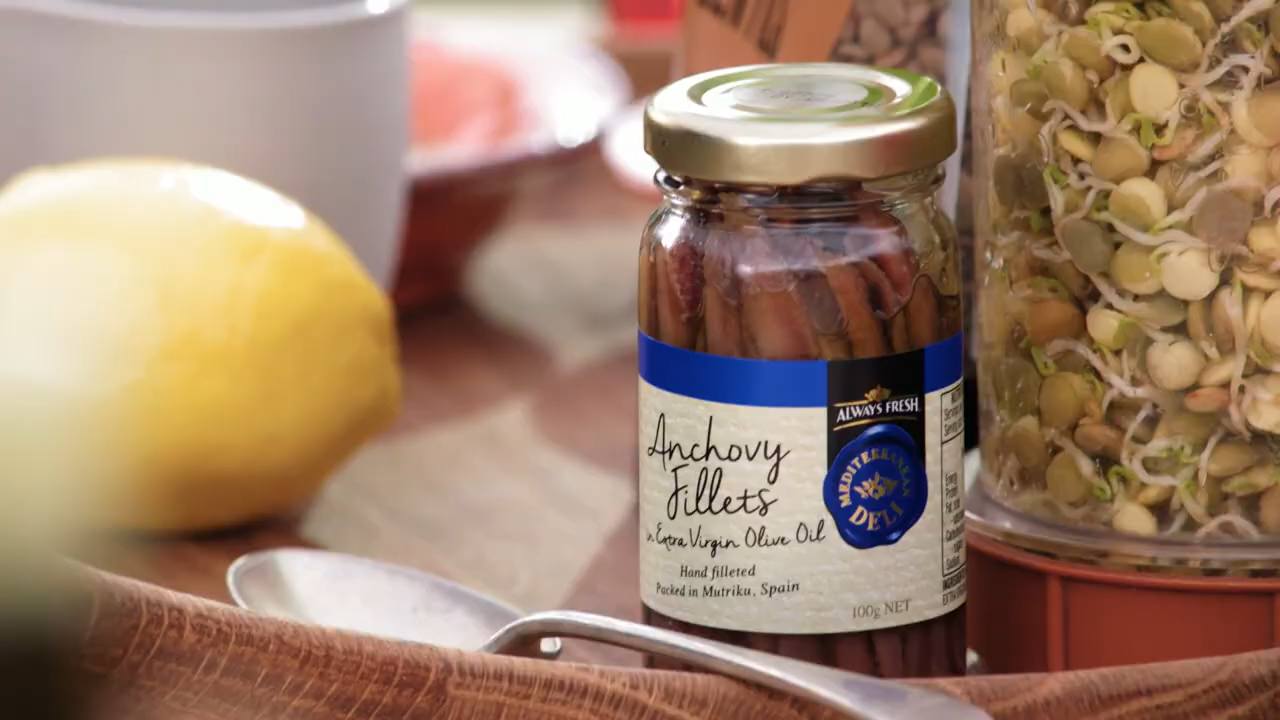 ALWAYS FRESH
MEDITERRANEAN
DELI
Anchovy
Fillets
in Extra Virgin Olive Oil
Hand filleted
Packed in Mutriku, Spain
100g NET